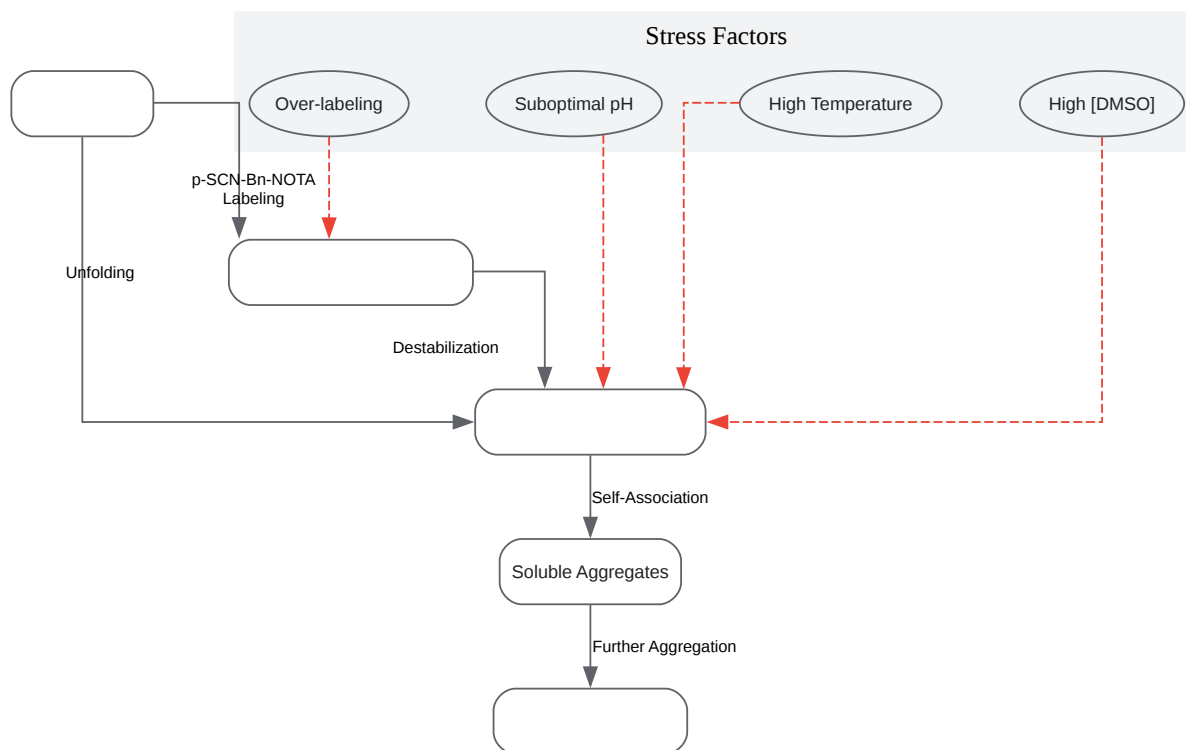 Stress Factors
Over-labeling
Suboptimal pH
High Temperature
High [DMSO]
p-SCN-Bn-NOTA
Labeling
Unfolding
Destabilization
Self-Association
Soluble Aggregates
Further Aggregation